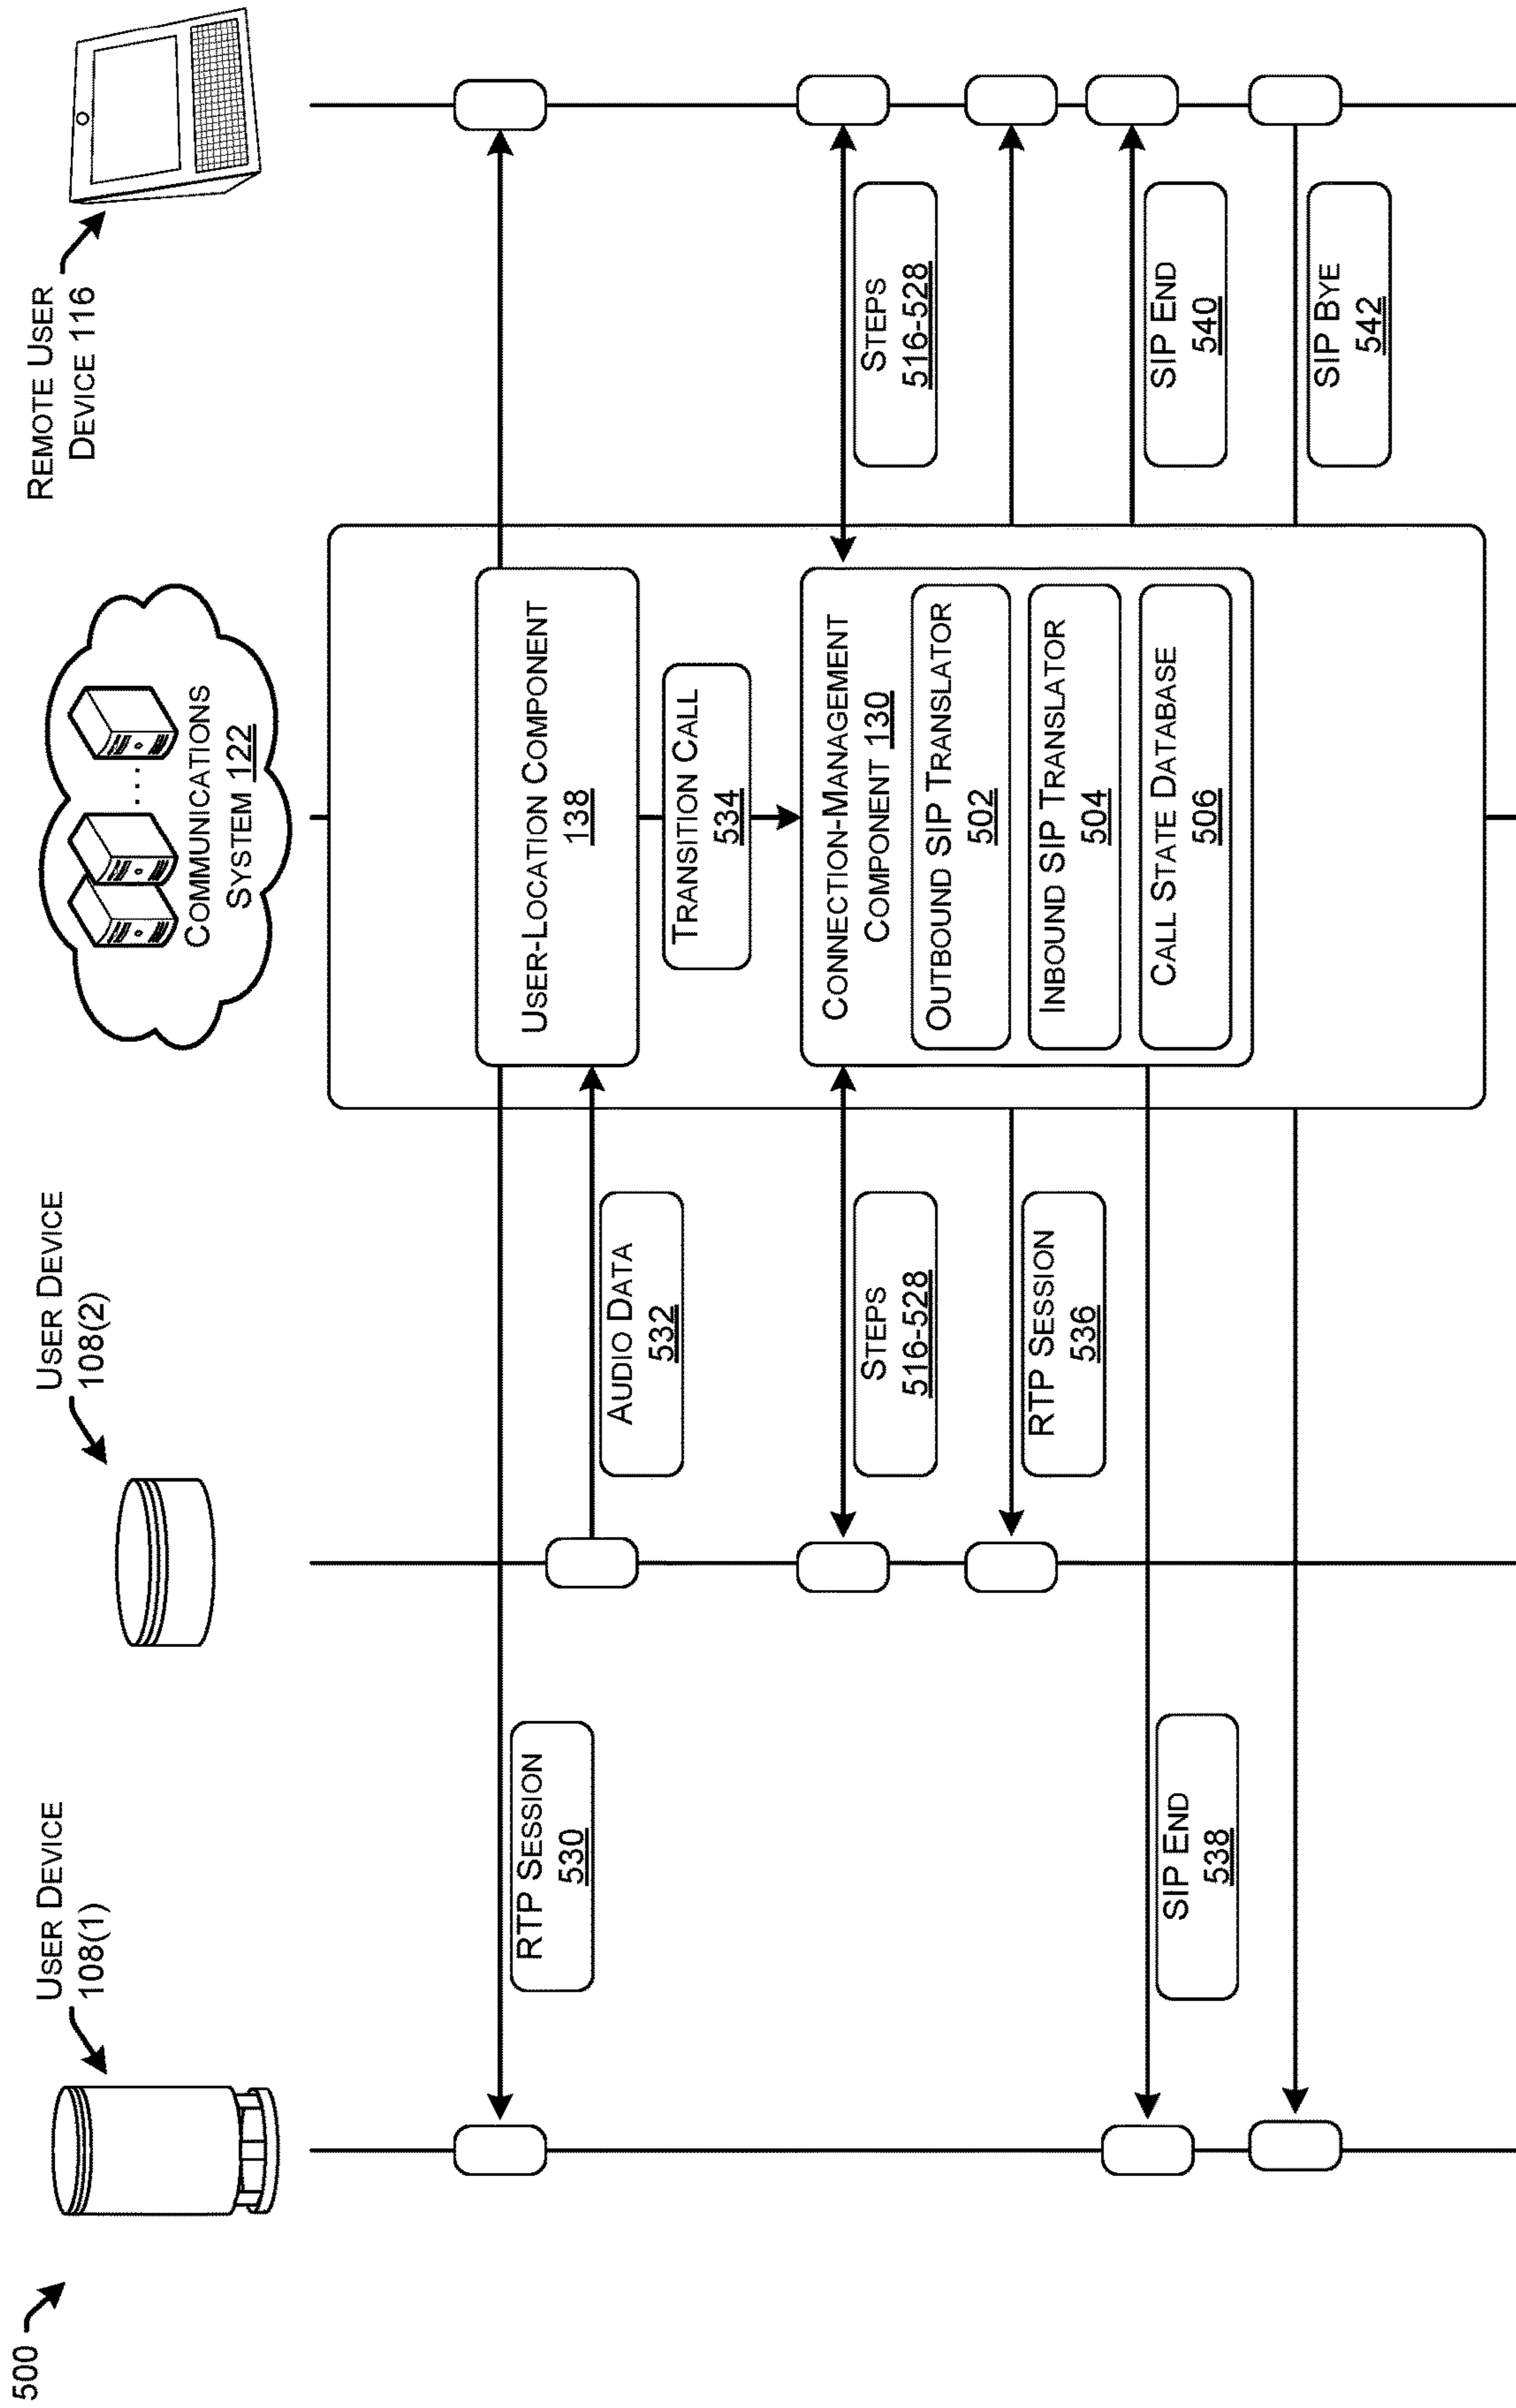 500
USER DEVICE
108(1)
USER DEVICE
108(2)
COMMUNICATIONS
SYSTEM 122
REMOTE USER
DEVICE 116
RTP SESSION
530
USER-LOCATION COMPONENT
138
AUDIO DATA
532
TRANSITION CALL
534
STEPS
516-528
CONNECTION-MANAGEMENT
COMPONENT 130
STEPS
516-528
OUTBOUND SIP TRANSLATOR
502
RTP SESSION
536
INBOUND SIP TRANSLATOR
504
CALL STATE DATABASE
506
SIP END
538
SIP END
540
SIP BYE
542